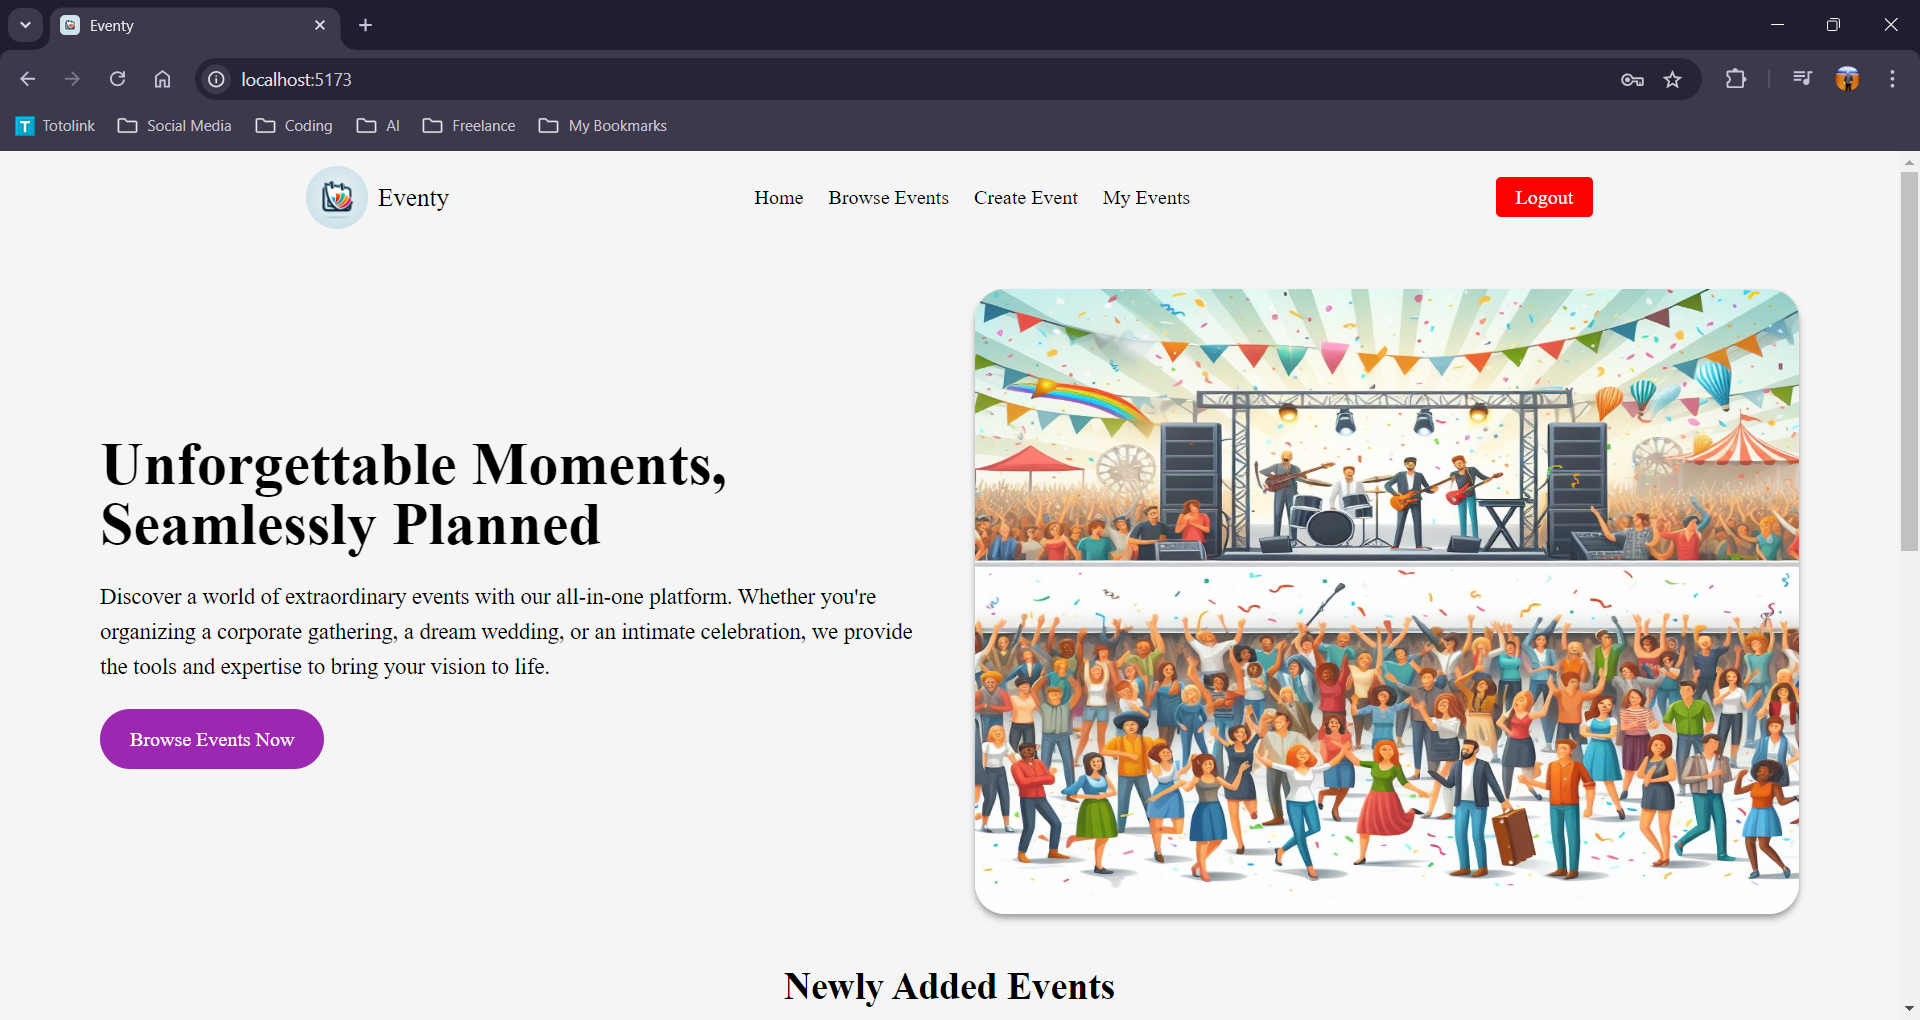 Eventy
localhost:5173
T Totolink Social Media Coding AI Freelance My Bookmarks
Eventy Home Browse Events Create Event My Events Logout
Unforgettable Moments,
Seamlessly Planned
Discover a world of extraordinary events with our all-in-one platform. Whether you're
organizing a corporate gathering, a dream wedding, or an intimate celebration, we provide
the tools and expertise to bring your vision to life.
Browse Events Now
Newly Added Events